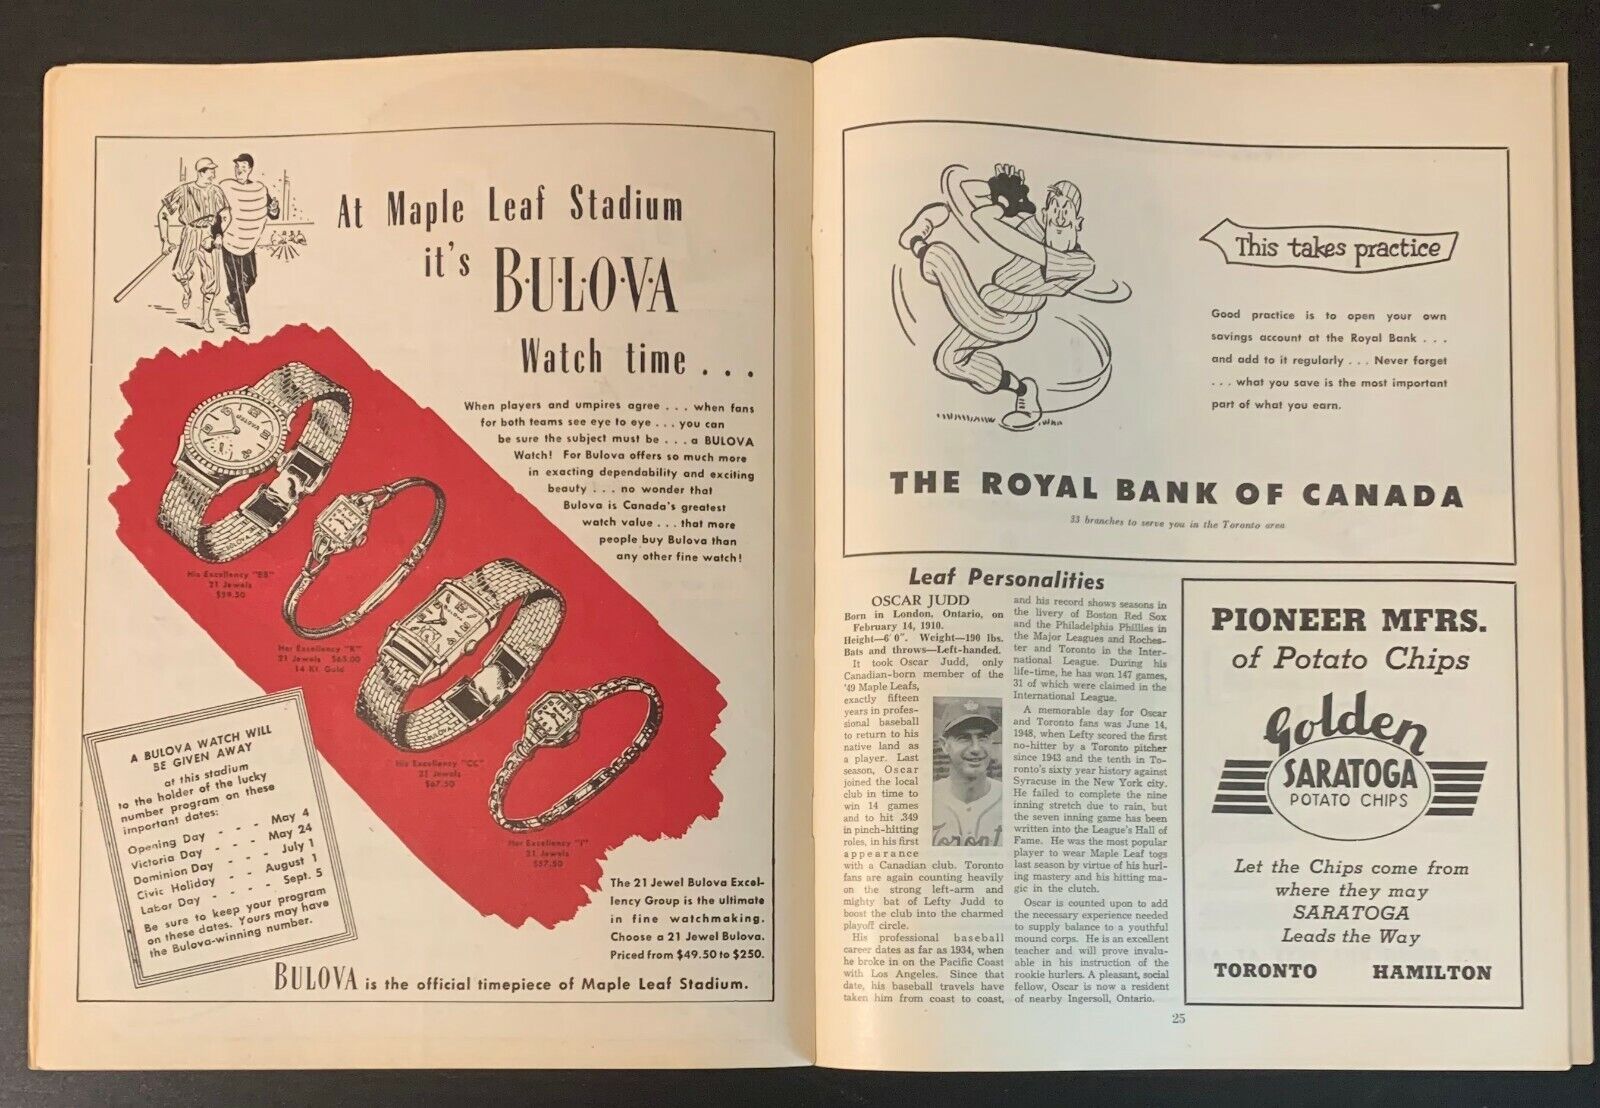 At Maple Leaf Stadium
it's B·U·L·O·V·A
Watch time . . .
When players and umpires agree . . . when fans
for both teams see eye to eye . . . you can
be sure the subject must be . . . a BULOVA
Watch! For Bulova offers so much more
in exacting dependability and exciting
beauty . . . no wonder that
Bulova is Canada's greatest
watch value . . . that more
people buy Bulova than
any other fine watch!
His Excellency "EE"
21 Jewels
$59.50
Her Excellency "K"
21 Jewels $65.00
14 Kt. Gold
His Excellency "CC"
21 Jewels
$67.50
Her Excellency "I"
21 Jewels
$57.50
A BULOVA WATCH WILL
BE GIVEN AWAY
at this stadium
to the holder of the lucky
number program on these
important dates:
Opening Day - - - May 4
Victoria Day - - - May 24
Dominion Day - - - July 1
Civic Holiday - - - August 1
Labor Day - - - - Sept. 5
Be sure to keep your program
on these dates. Yours may have
the Bulova-winning number.
The 21 Jewel Bulova Excel-
lency Group is the ultimate
in fine watchmaking.
Choose a 21 Jewel Bulova.
Priced from $49.50 to $250.
BULOVA is the official timepiece of Maple Leaf Stadium.
This takes practice
Good practice is to open your own
savings account at the Royal Bank . . .
and add to it regularly . . . Never forget
. . . what you save is the most important
part of what you earn.
THE ROYAL BANK OF CANADA
33 branches to serve you in the Toronto area
Leaf Personalities
OSCAR JUDD
Born in London, Ontario, on
February 14, 1910.
Height—6' 0". Weight—190 lbs.
Bats and throws—Left-handed.
It took Oscar Judd, only
Canadian-born member of the
'49 Maple Leafs,
exactly fifteen
years in profes-
sional baseball
to return to his
native land as
a player. Last
season, Oscar
joined the local
club in time to
win 14 games
and to hit .349
in pinch-hitting
roles, in his first
appearance
with a Canadian club. Toronto
fans are again counting heavily
on the strong left-arm and
mighty bat of Lefty Judd to
boost the club into the charmed
playoff circle.
His professional baseball
career dates as far as 1934, when
he broke in on the Pacific Coast
with Los Angeles. Since that
date, his baseball travels have
taken him from coast to coast,
and his record shows seasons in
the livery of Boston Red Sox
and the Philadelphia Phillies in
the Major Leagues and Roches-
ter and Toronto in the Inter-
national League. During his
life-time, he has won 147 games,
31 of which were claimed in the
International League.
A memorable day for Oscar
and Toronto fans was June 14,
1948, when Lefty scored the first
no-hitter by a Toronto pitcher
since 1943 and the tenth in To-
ronto's sixty year history against
Syracuse in the New York city.
He failed to complete the nine
inning stretch due to rain, but
the seven inning game has been
written into the League's Hall of
Fame. He was the most popular
player to wear Maple Leaf togs
last season by virtue of his hurl-
ing mastery and his hitting ma-
gic in the clutch.
Oscar is counted upon to add
the necessary experience needed
to supply balance to a youthful
mound corps. He is an excellent
teacher and will prove invalu-
able in his instruction of the
rookie hurlers. A pleasant, social
fellow, Oscar is now a resident
of nearby Ingersoll, Ontario.
Toront
PIONEER MFRS.
of Potato Chips
Golden
SARATOGA
POTATO CHIPS
Let the Chips come from
where they may
SARATOGA
Leads the Way
TORONTO HAMILTON
25